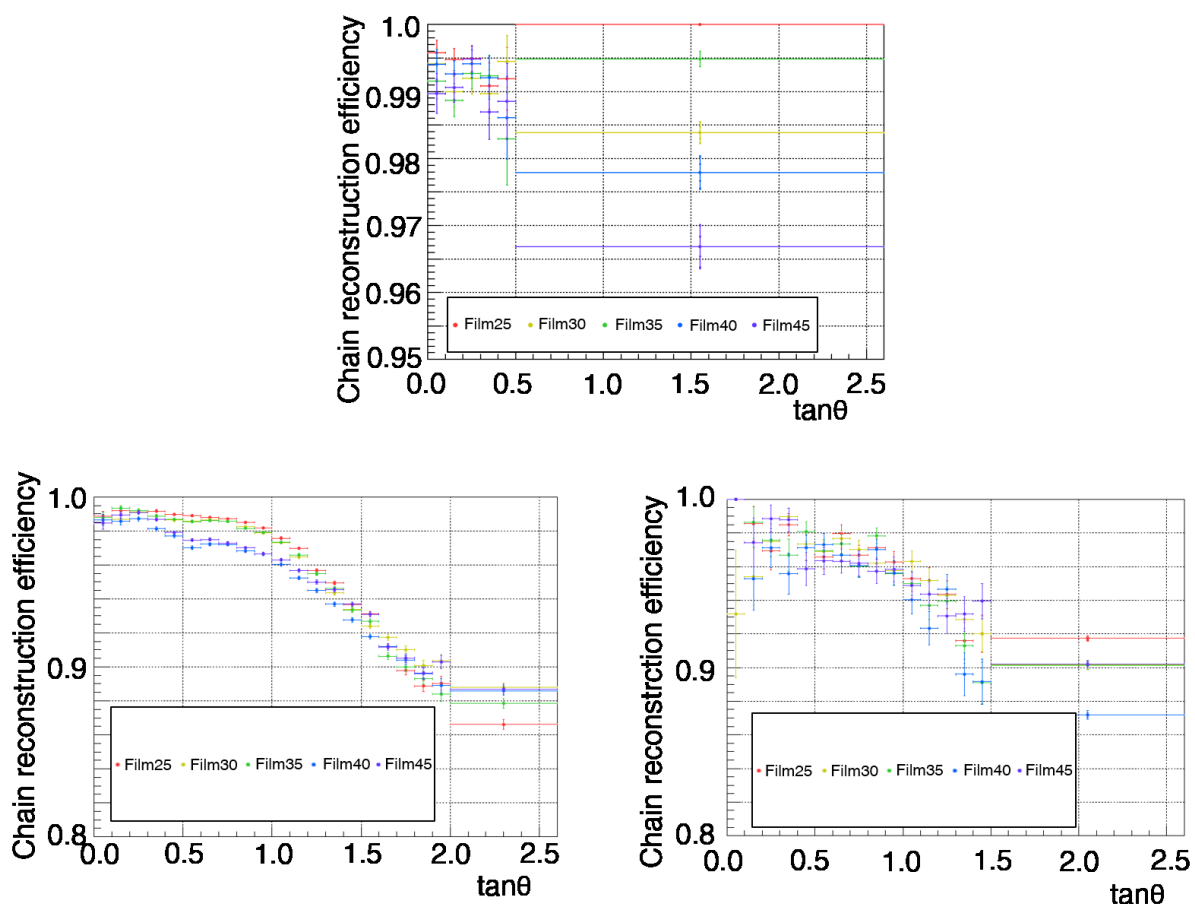 Chain reconstruction efficiency
1.0
0.99
0.98
0.97
0.96
0.95
Film25 Film30 Film35 Film40 Film45
0.0 0.5 1.0 1.5 2.0 2.5
tanθ
Chain reconstruction efficiency
1.0
0.9
0.8
Film25 Film30 Film35 Film40 Film45
0.0 0.5 1.0 1.5 2.0 2.5
tanθ
Chain reconstrction efficiency
1.0
0.9
0.8
Film25 Film30 Film35 Film40 Film45
0.0 0.5 1.0 1.5 2.0 2.5
tanθ